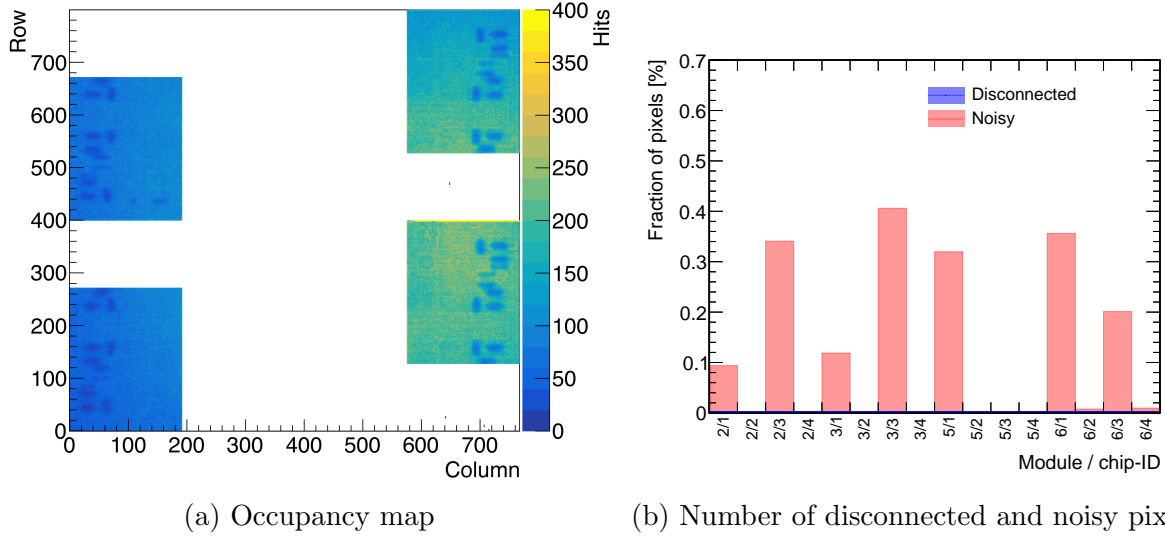 Row
700
600
500
400
300
200
100
0
0 100 200 300 400 500 600 700
Column
400
350
300
250
200
150
100
50
0
Hits
Fraction of pixels [%]
0.7
0.6
0.5
0.4
0.3
0.2
0.1
0
Disconnected
Noisy
2/1 2/2 2/3 2/4 3/1 3/2 3/3 3/4 5/1 5/2 5/3 5/4 6/1 6/2 6/3 6/4
Module / chip-ID
(a) Occupancy map
(b) Number of disconnected and noisy pix